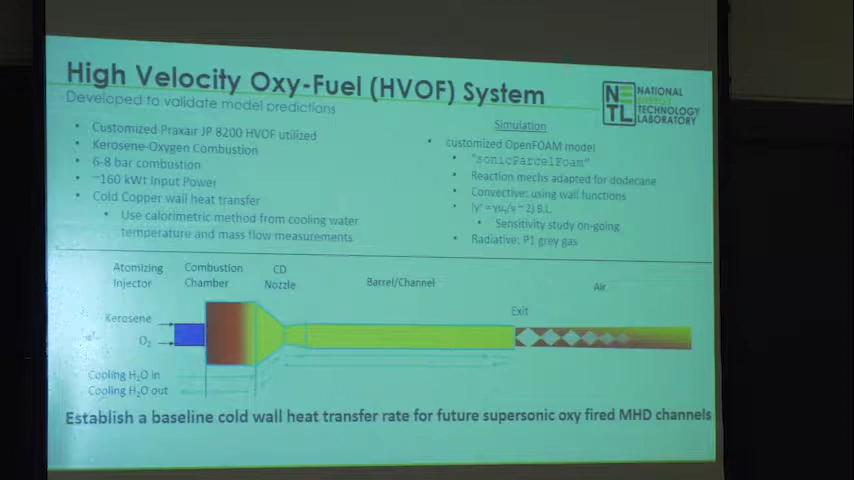 High Velocity Oxy-Fuel (HVOF) System
Developed to validate model predictions
NE
TL
NATIONAL
ENERGY
TECHNOLOGY
LABORATORY
• Customized Praxair JP 8200 HVOF utilized
• Kerosene-Oxygen Combustion
• 6-8 bar combustion
• ~160 kWt Input Power
• Cold Copper wall heat transfer
• Use calorimetric method from cooling water
temperature and mass flow measurements
Simulation
• customized OpenFOAM model
• "sonicParcelFoam"
• Reaction mechs adapted for dodecane
• Convective: using wall functions
• Sensitivity study on-going
• Radiative: P1 grey gas
Atomizing
Injector
Combustion
Chamber
CD
Nozzle
Barrel/Channel
Air
Exit
Kerosene
O₂
Cooling H₂O in
Cooling H₂O out
Establish a baseline cold wall heat transfer rate for future supersonic oxy fired MHD channels